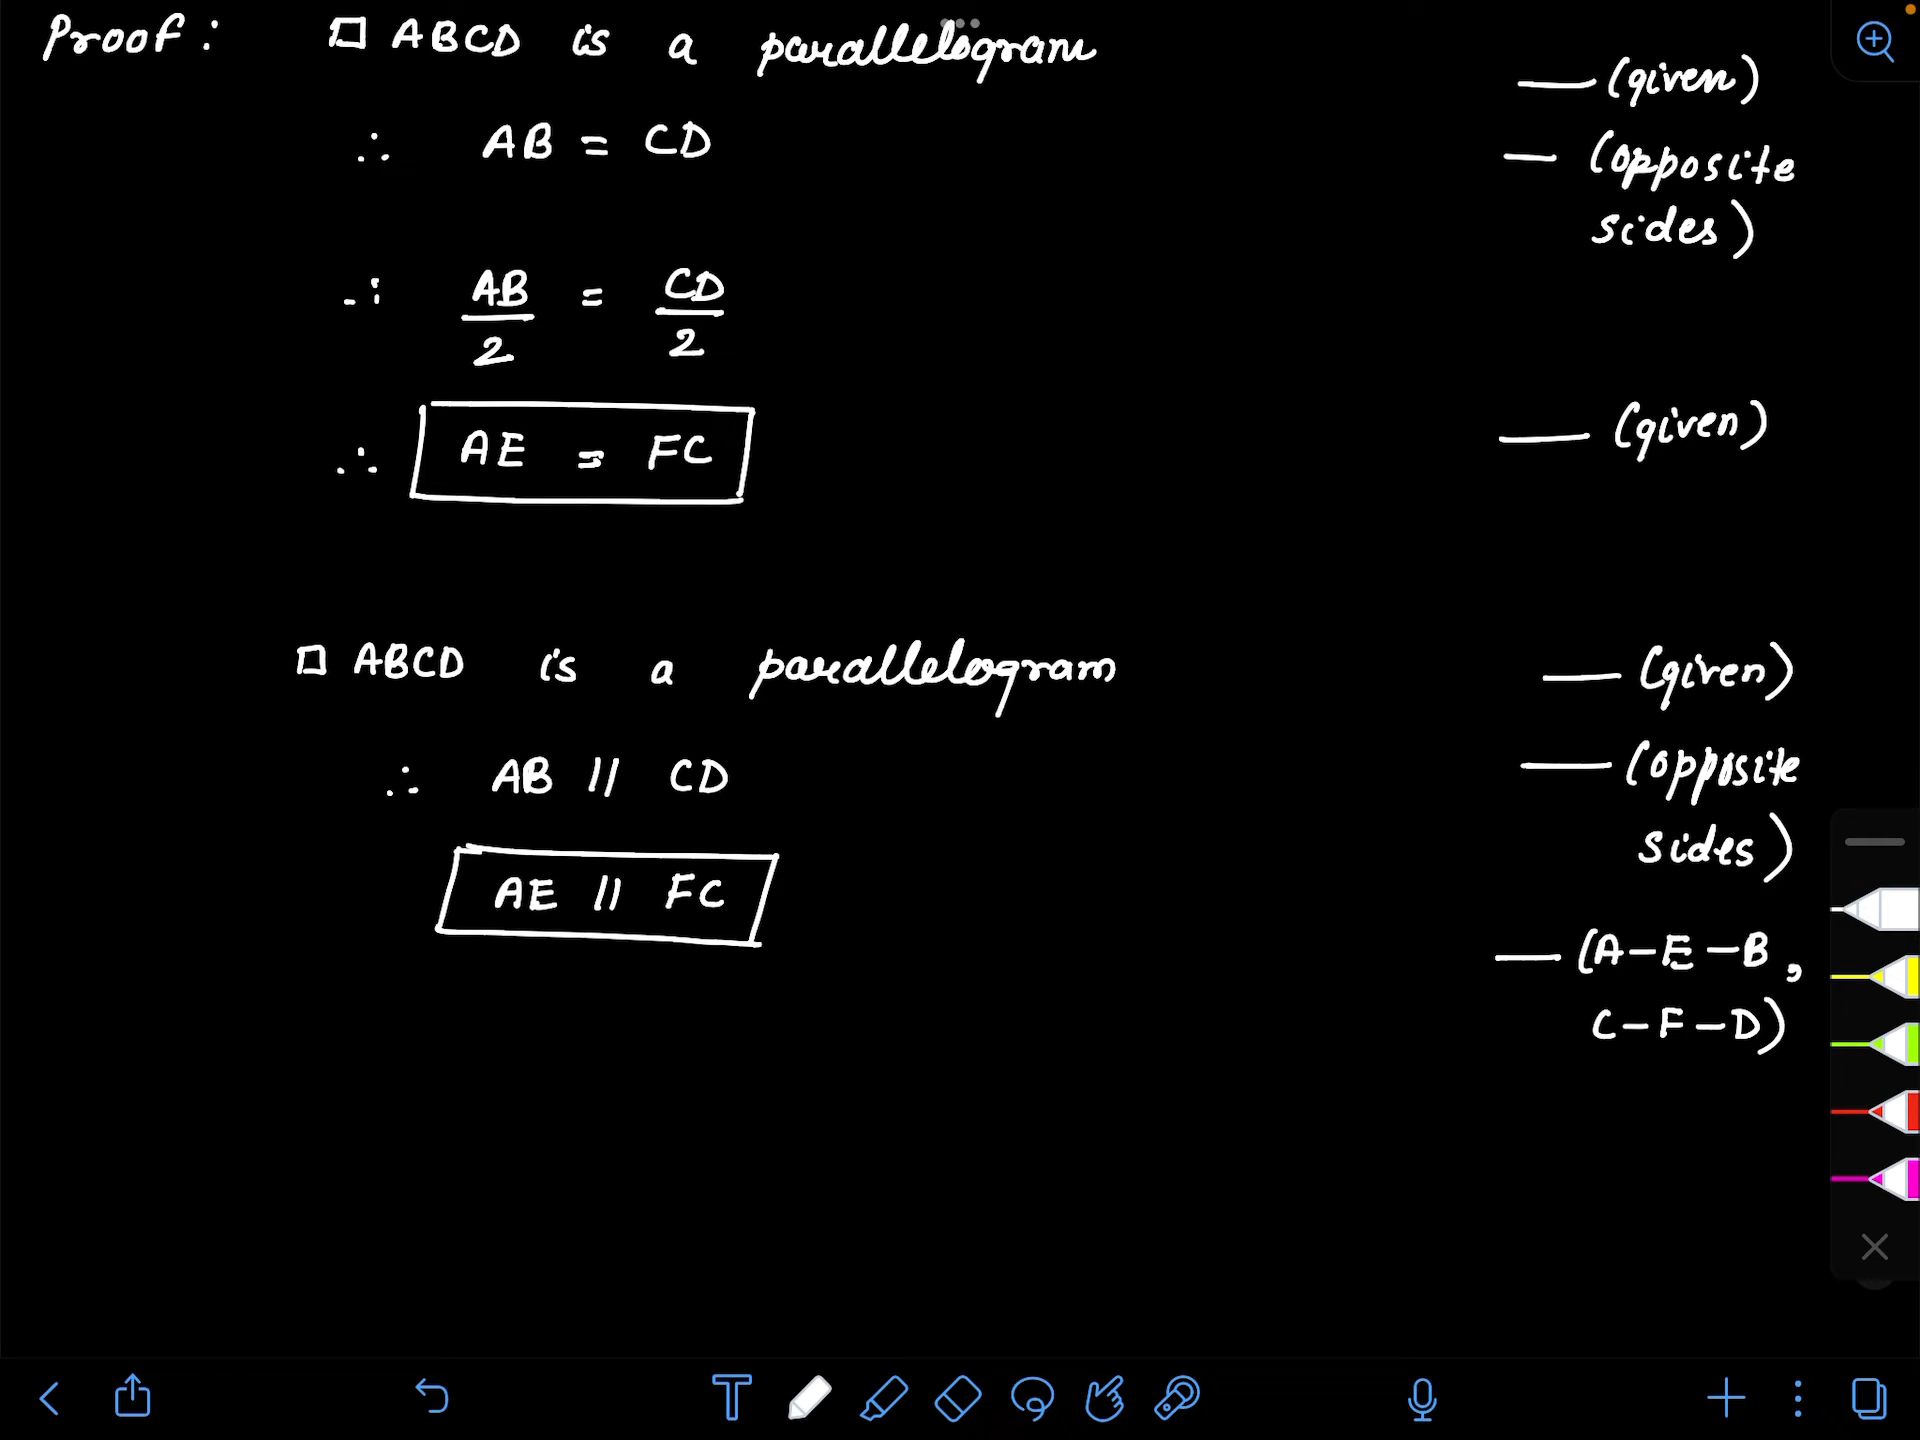 Proof : □ ABCD is a parallelogram — (given)
∴ AB = CD — (opposite
sides)
∴ AB/2 = CD/2
∴ AE = FC — (given)
□ ABCD is a parallelogram — (given)
∴ AB || CD — (opposite
sides)
AE || FC
— (A-E-B,
C-F-D)